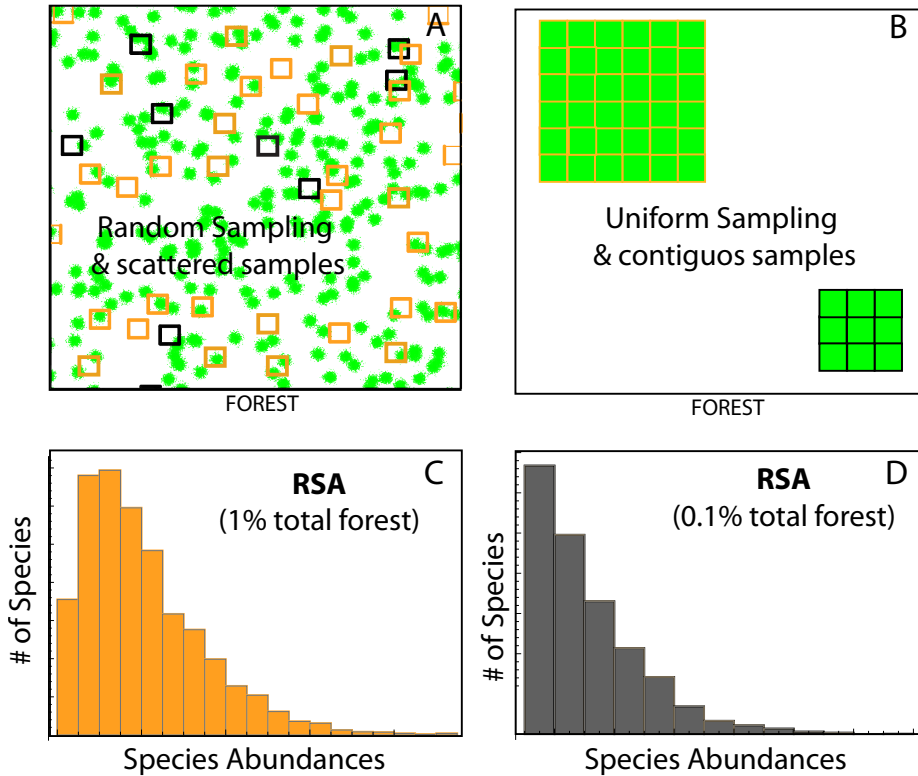 A
Random Sampling
& scattered samples
FOREST
B
Uniform Sampling
& contiguos samples
FOREST
C
RSA
(1% total forest)
# of Species
Species Abundances
D
RSA
(0.1% total forest)
# of Species
Species Abundances